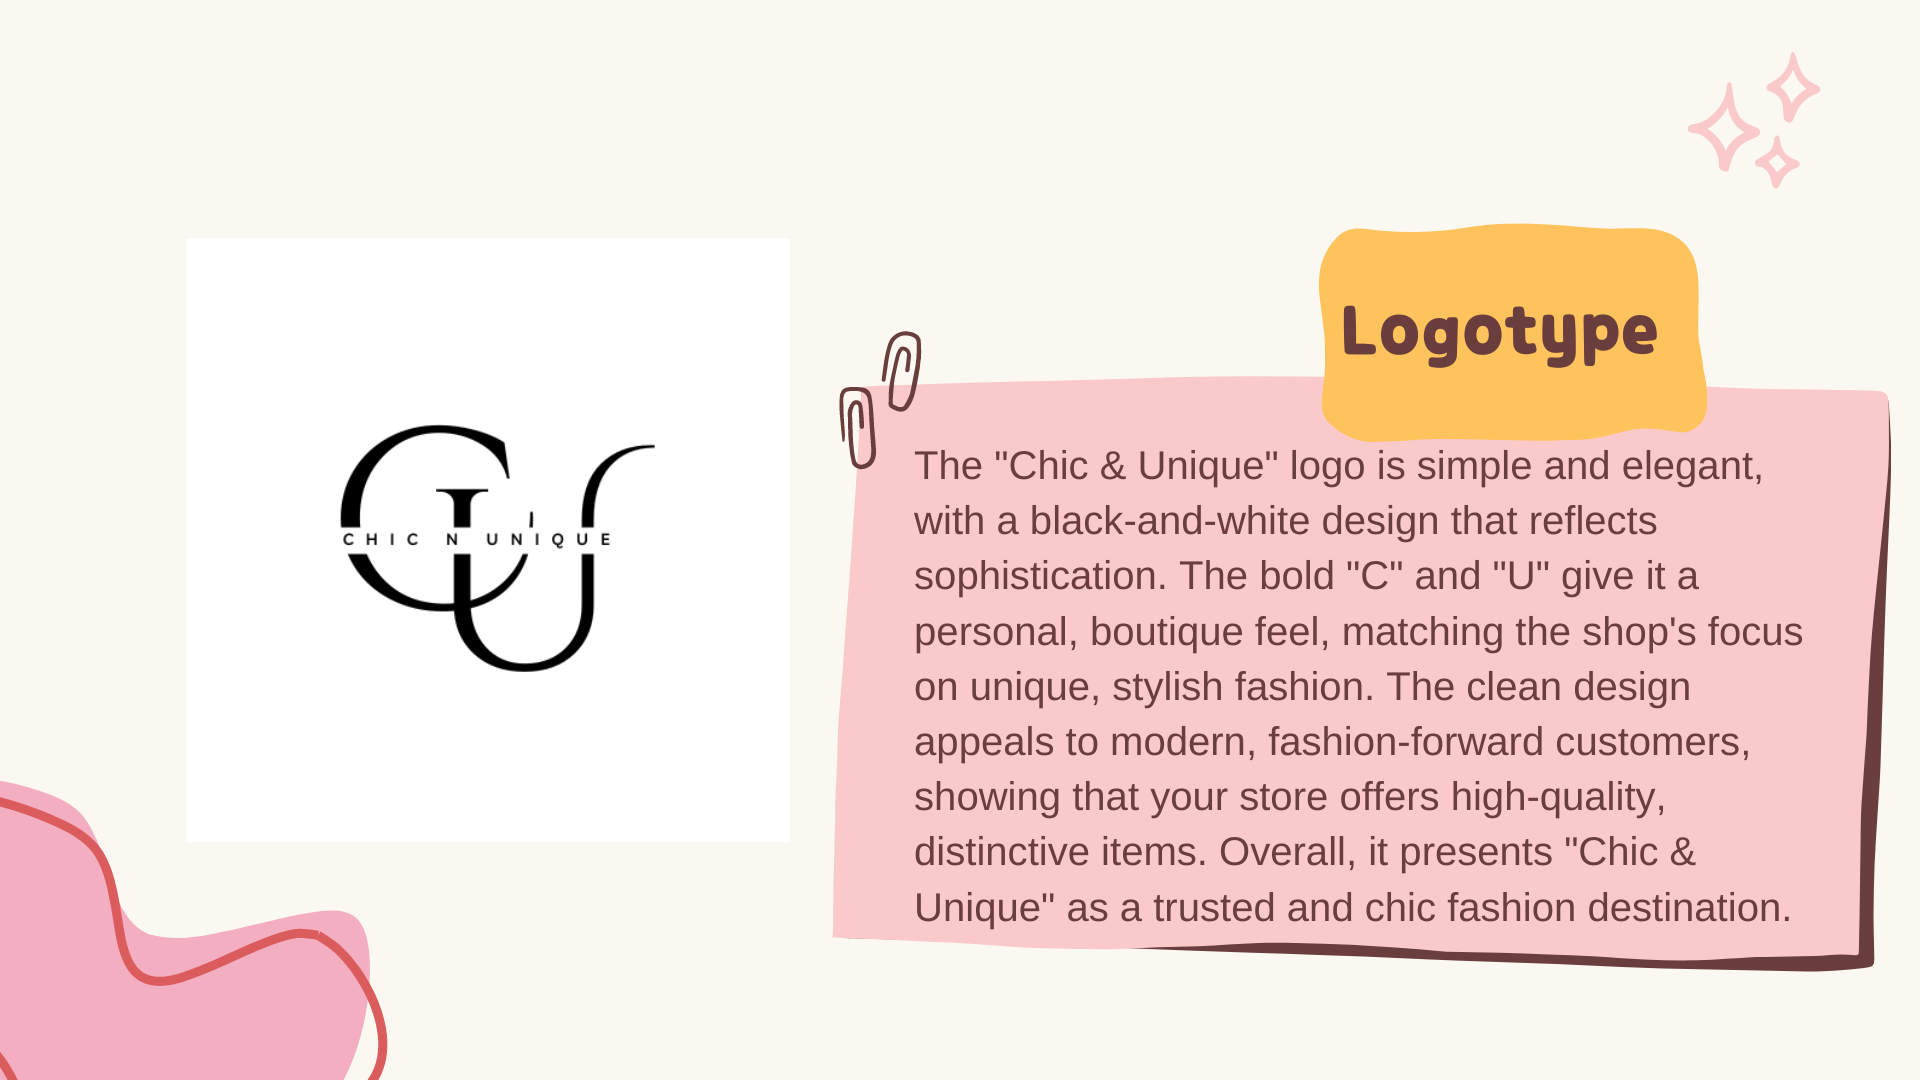 CU
CHIC N UNIQUE
Logotype
The "Chic & Unique" logo is simple and elegant,
with a black-and-white design that reflects
sophistication. The bold "C" and "U" give it a
personal, boutique feel, matching the shop's focus
on unique, stylish fashion. The clean design
appeals to modern, fashion-forward customers,
showing that your store offers high-quality,
distinctive items. Overall, it presents "Chic &
Unique" as a trusted and chic fashion destination.